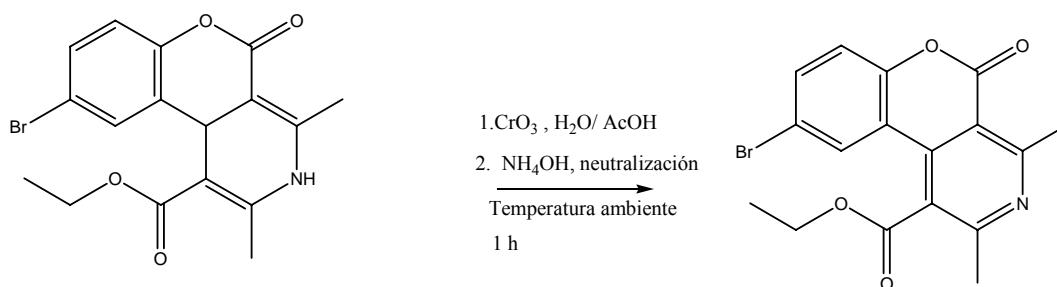 O
O
Br
O
O
NH
1.CrO3 , H2O/ AcOH
2. NH4OH, neutralización
Temperatura ambiente
1 h
O
O
Br
O
O
N